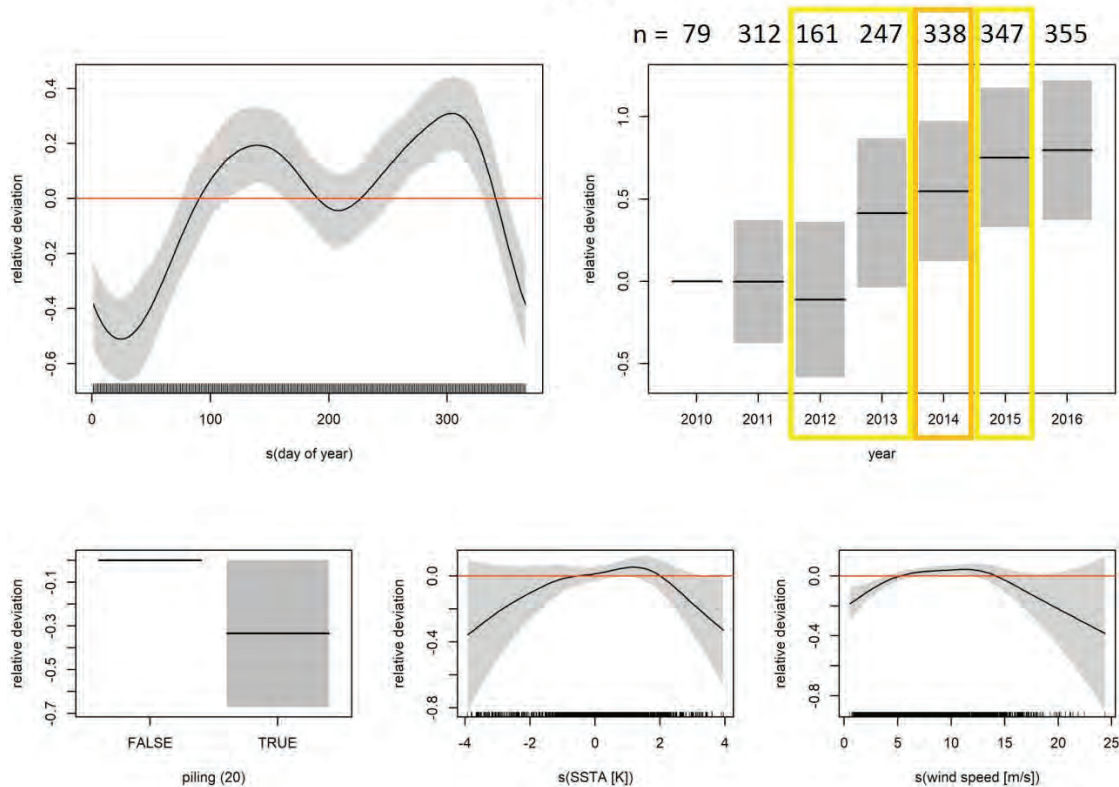 n = 79 312 161 247 338 347 355
relative deviation
0.4
0.2
0.0
-0.2
-0.4
-0.6
0 100 200 300
s(day of year)
relative deviation
1.0
0.5
0.0
-0.5
2010 2011 2012 2013 2014 2015 2016
year
relative deviation
-0.1
-0.3
-0.5
-0.7
FALSE TRUE
piling (20)
relative deviation
0.0
-0.4
-0.8
-4 -2 0 2 4
s(SSTA [K])
relative deviation
0.0
-0.4
-0.8
0 5 10 15 20 25
s(wind speed [m/s])